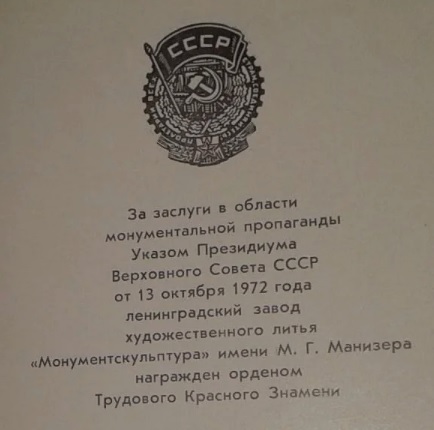 СССР
За заслуги в области
монументальной пропаганды
Указом Президиума
Верховного Совета СССР
от 13 октября 1972 года
ленинградский завод
художественного литья
«Монументскульптура» имени М. Г. Манизера
награжден орденом
Трудового Красного Знамени